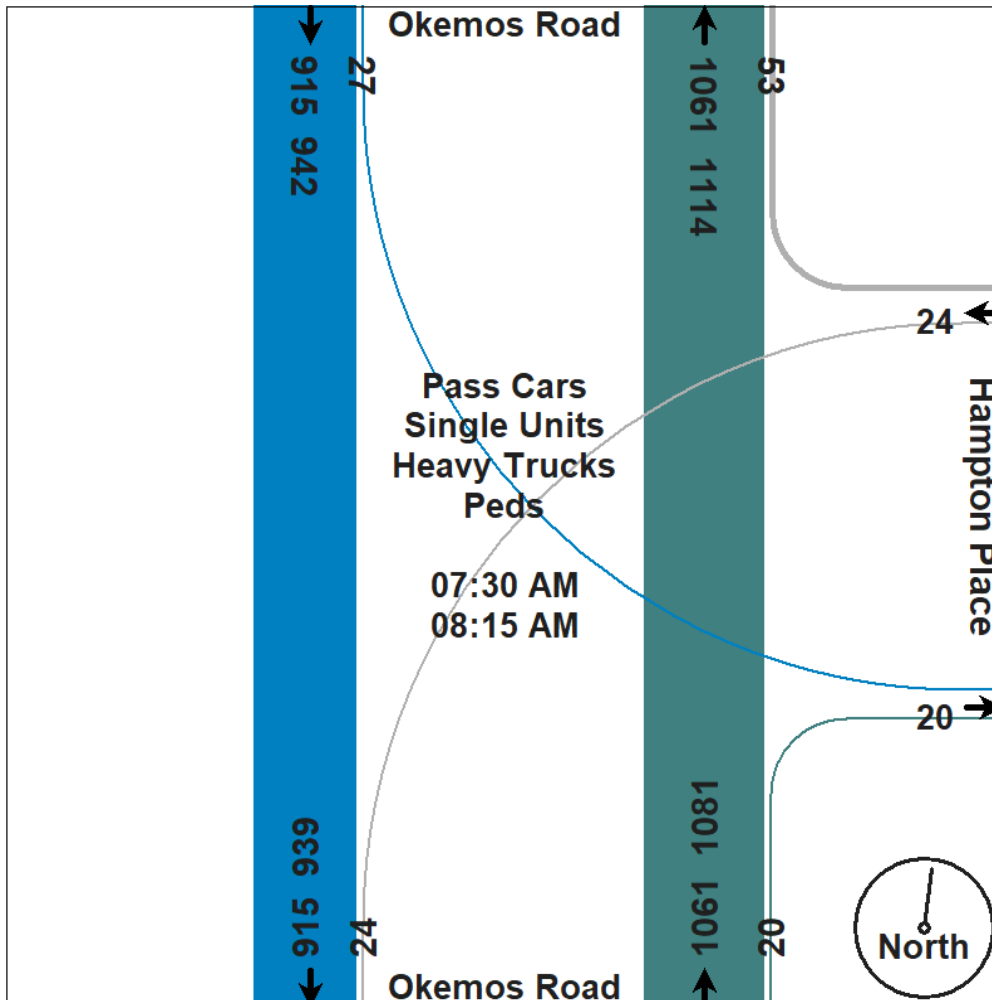 Okemos Road
915 942
27
1061 1114
53
24
Pass Cars
Single Units
Heavy Trucks
Peds
Hampton Place
07:30 AM
08:15 AM
20
915 939
24
1061 1081
20
North
Okemos Road